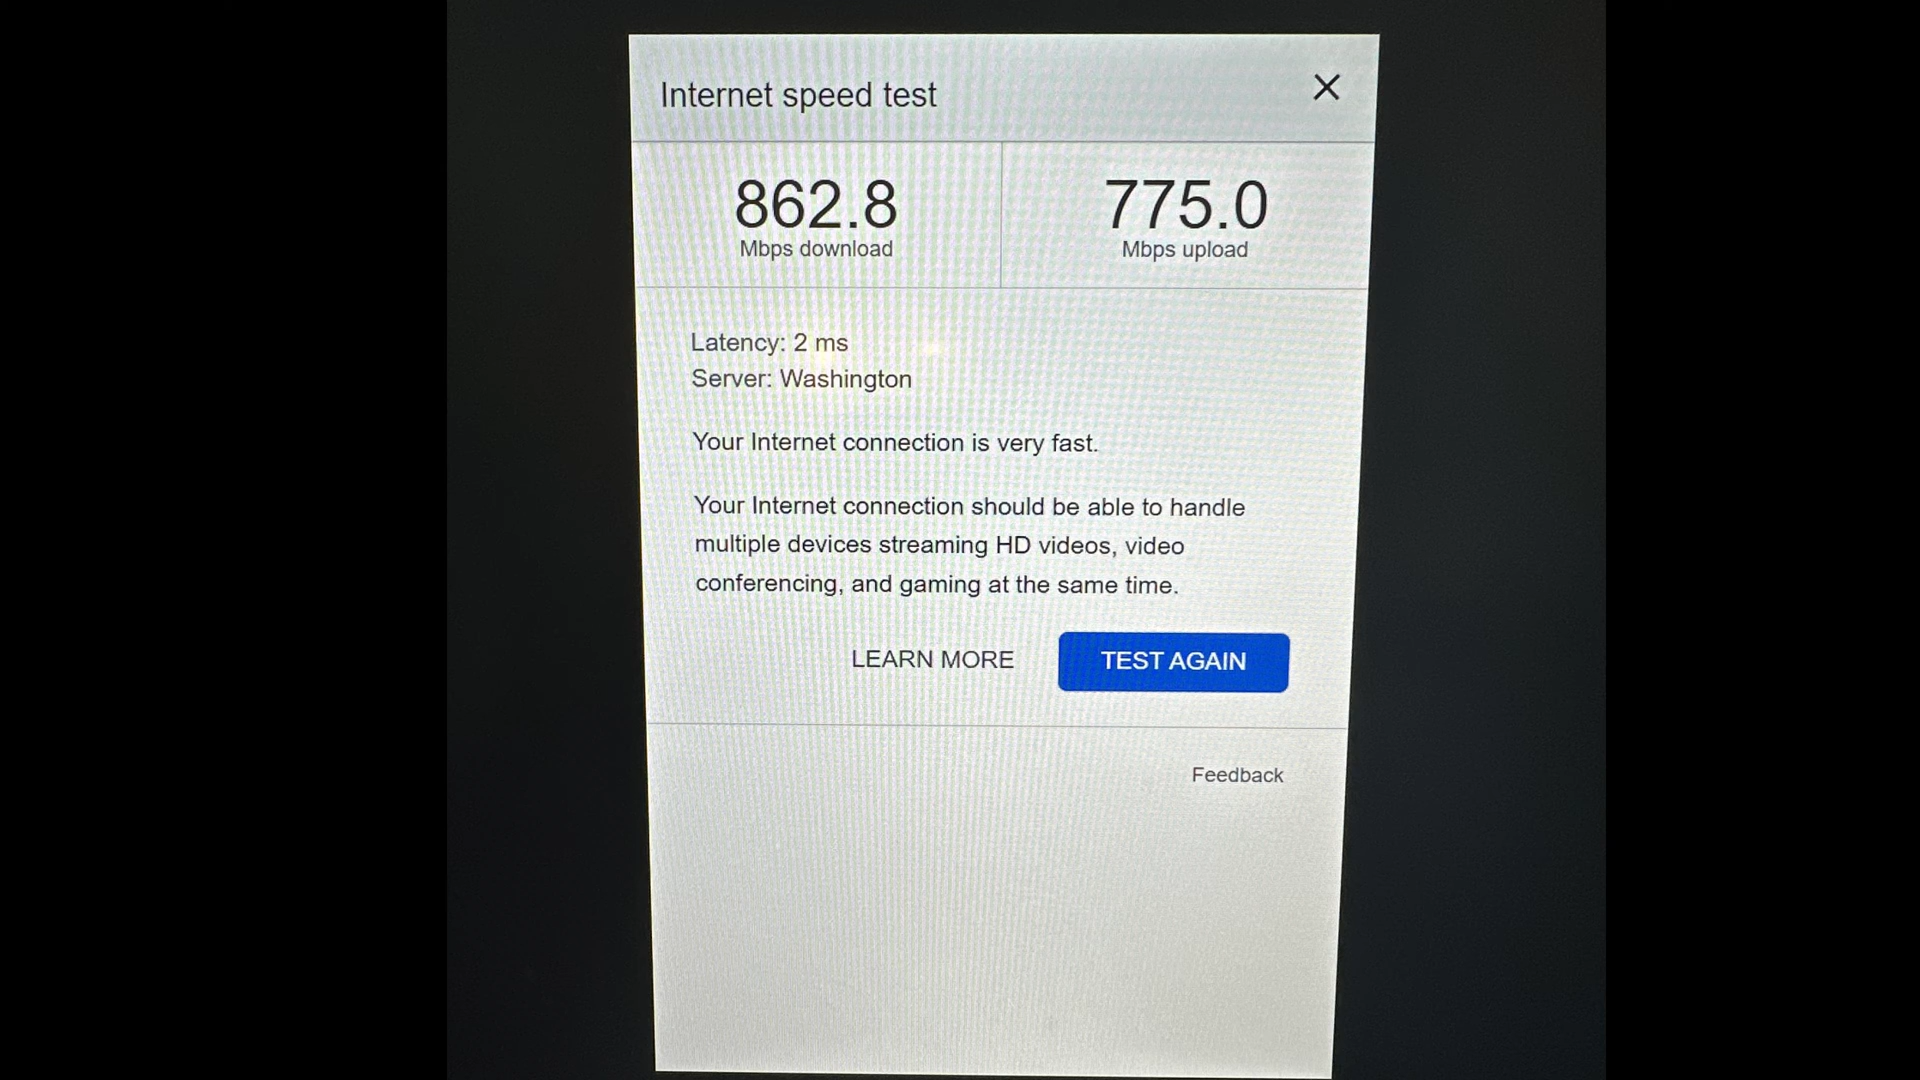 Internet speed test
862.8
Mbps download
775.0
Mbps upload
Latency: 2 ms
Server: Washington
Your Internet connection is very fast.
Your Internet connection should be able to handle
multiple devices streaming HD videos, video
conferencing, and gaming at the same time.
LEARN MORE
TEST AGAIN
Feedback